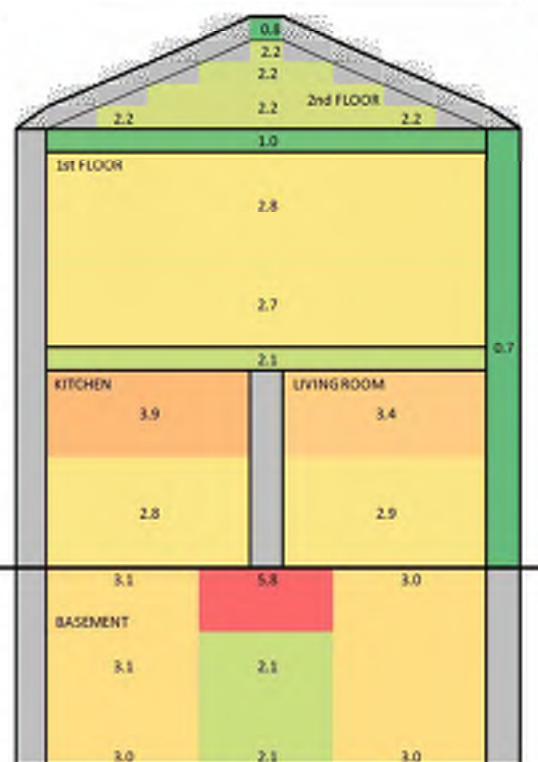 0.8
2.2
2.2
2nd FLOOR
2.2
2.2 2.2
1.0
1st FLOOR
2.8
2.7
0.7
2.1
KITCHEN LIVING ROOM
3.9 3.4
2.8 2.9
3.1 5.8 3.0
BASEMENT
3.1 2.1
3.0 2.1 3.0